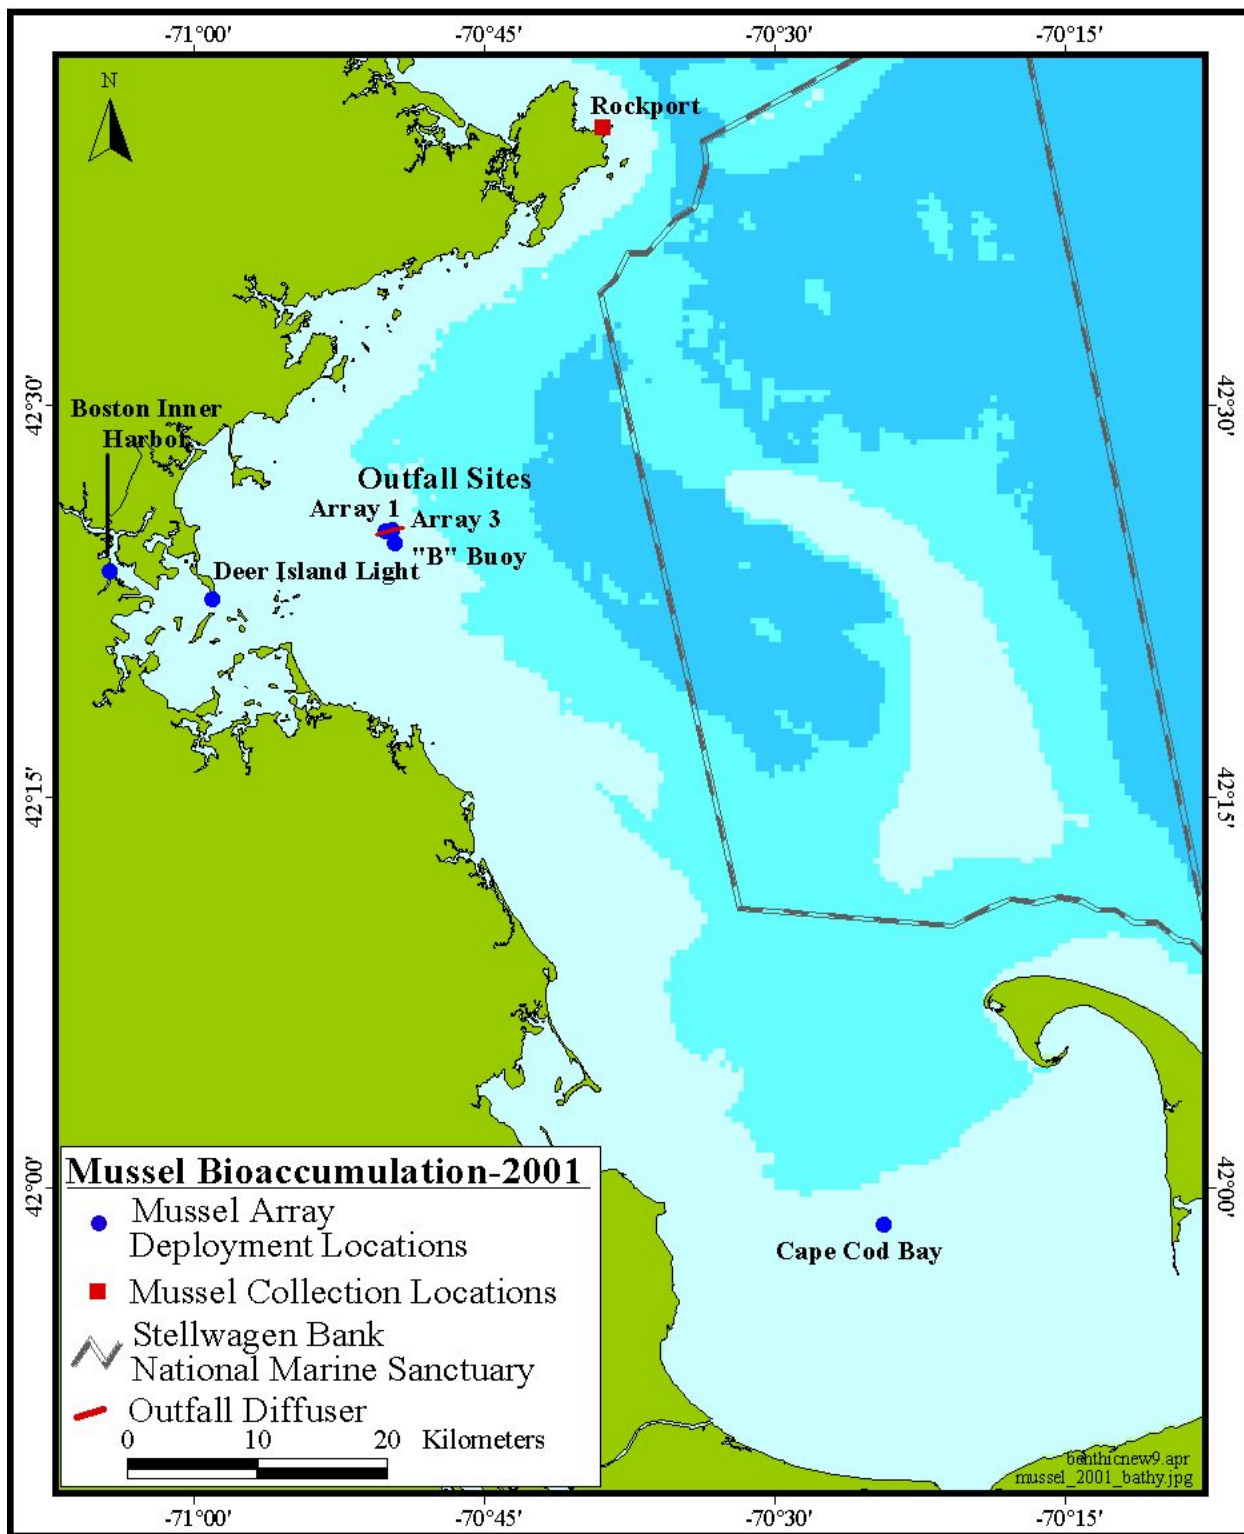 -71°00'
-70°45'
-70°30'
-70°15'
N
Rockport
42°30'
42°30'
Boston Inner
Harbor
Outfall Sites
Array 1
Array 3
"B" Buoy
Deer Island Light
42°15'
42°15'
42°00'
42°00'
Cape Cod Bay
Mussel Bioaccumulation-2001
Mussel Array
Deployment Locations
Mussel Collection Locations
Stellwagen Bank
National Marine Sanctuary
Outfall Diffuser
0 10 20 Kilometers
benthicnew9.apr
mussel_2001_bathy.jpg
-71°00'
-70°45'
-70°30'
-70°15'